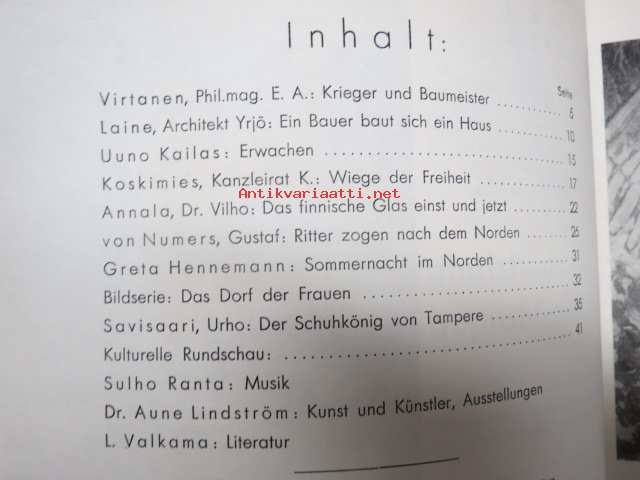 Inhalt:
Seite
Virtanen, Phil.mag. E. A.: Krieger und Baumeister .......... 6
Laine, Architekt Yrjö: Ein Bauer baut sich ein Haus .......... 10
Uuno Kailas: Erwachen .......... 15
Koskimies, Kanzleirat K.: Wiege der Freiheit .......... 17
Antikvariaatti.net
Annala, Dr. Vilho: Das finnische Glas einst und jetzt .......... 22
von Numers, Gustaf: Ritter zogen nach dem Norden .......... 26
Greta Hennemann: Sommernacht im Norden .......... 31
Bildserie: Das Dorf der Frauen .......... 32
Savisaari, Urho: Der Schuhkönig von Tampere .......... 35
Kulturelle Rundschau: .......... 41
Sulho Ranta: Musik
Dr. Aune Lindström: Kunst und Künstler, Ausstellungen
L. Valkama: Literatur